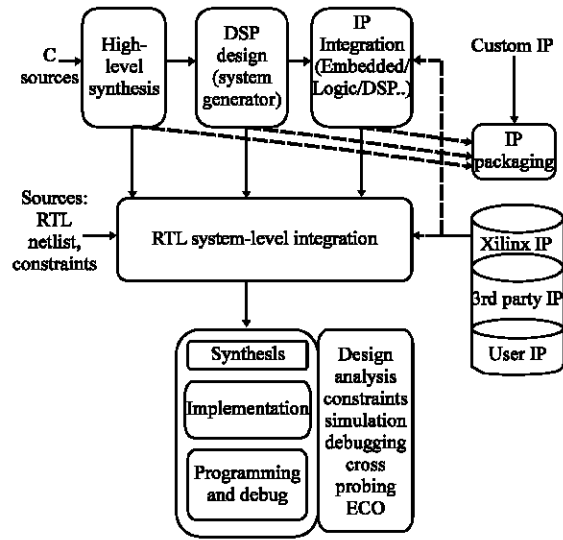 C
sources
High-
level
synthesis
DSP
design
(system
generator)
IP
Integration
(Embedded/
Logic/DSP..)
Custom IP
IP
packaging
Sources:
RTL
netlist,
constraints
RTL system-level integration
Xilinx IP
3rd party IP
User IP
Synthesls
Implementation
Programming
and debug
Design
analysis
constraints
simulation
debugging
cross
probing
ECO